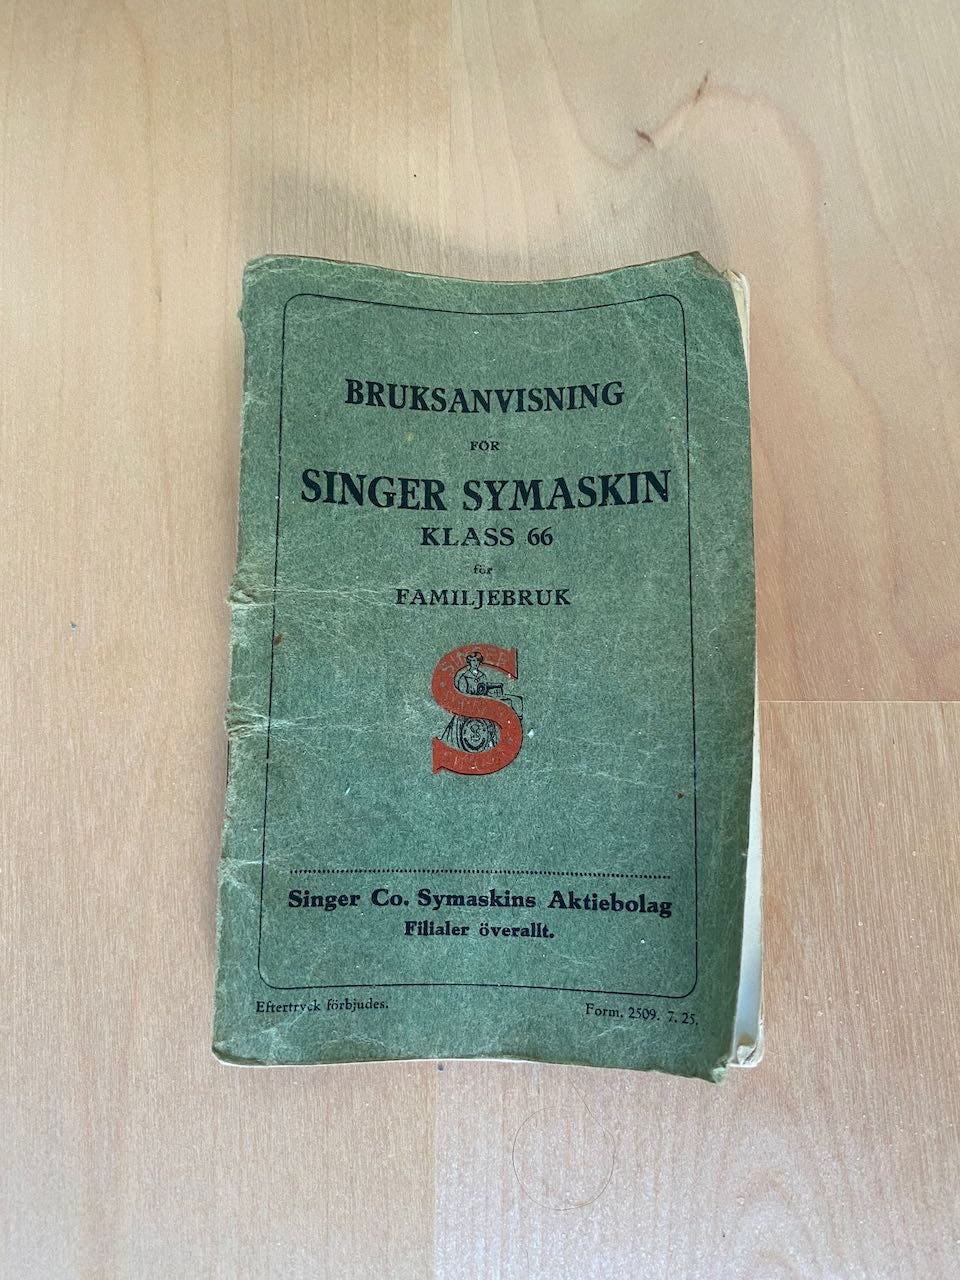 BRUKSANVISNING
FÖR
SINGER SYMASKIN
KLASS 66
för
FAMILJEBRUK
SINGER
Singer Co. Symaskins Aktiebolag
Filialer överallt.
Eftertryck förbjudes.
Form. 2509. 7. 25.